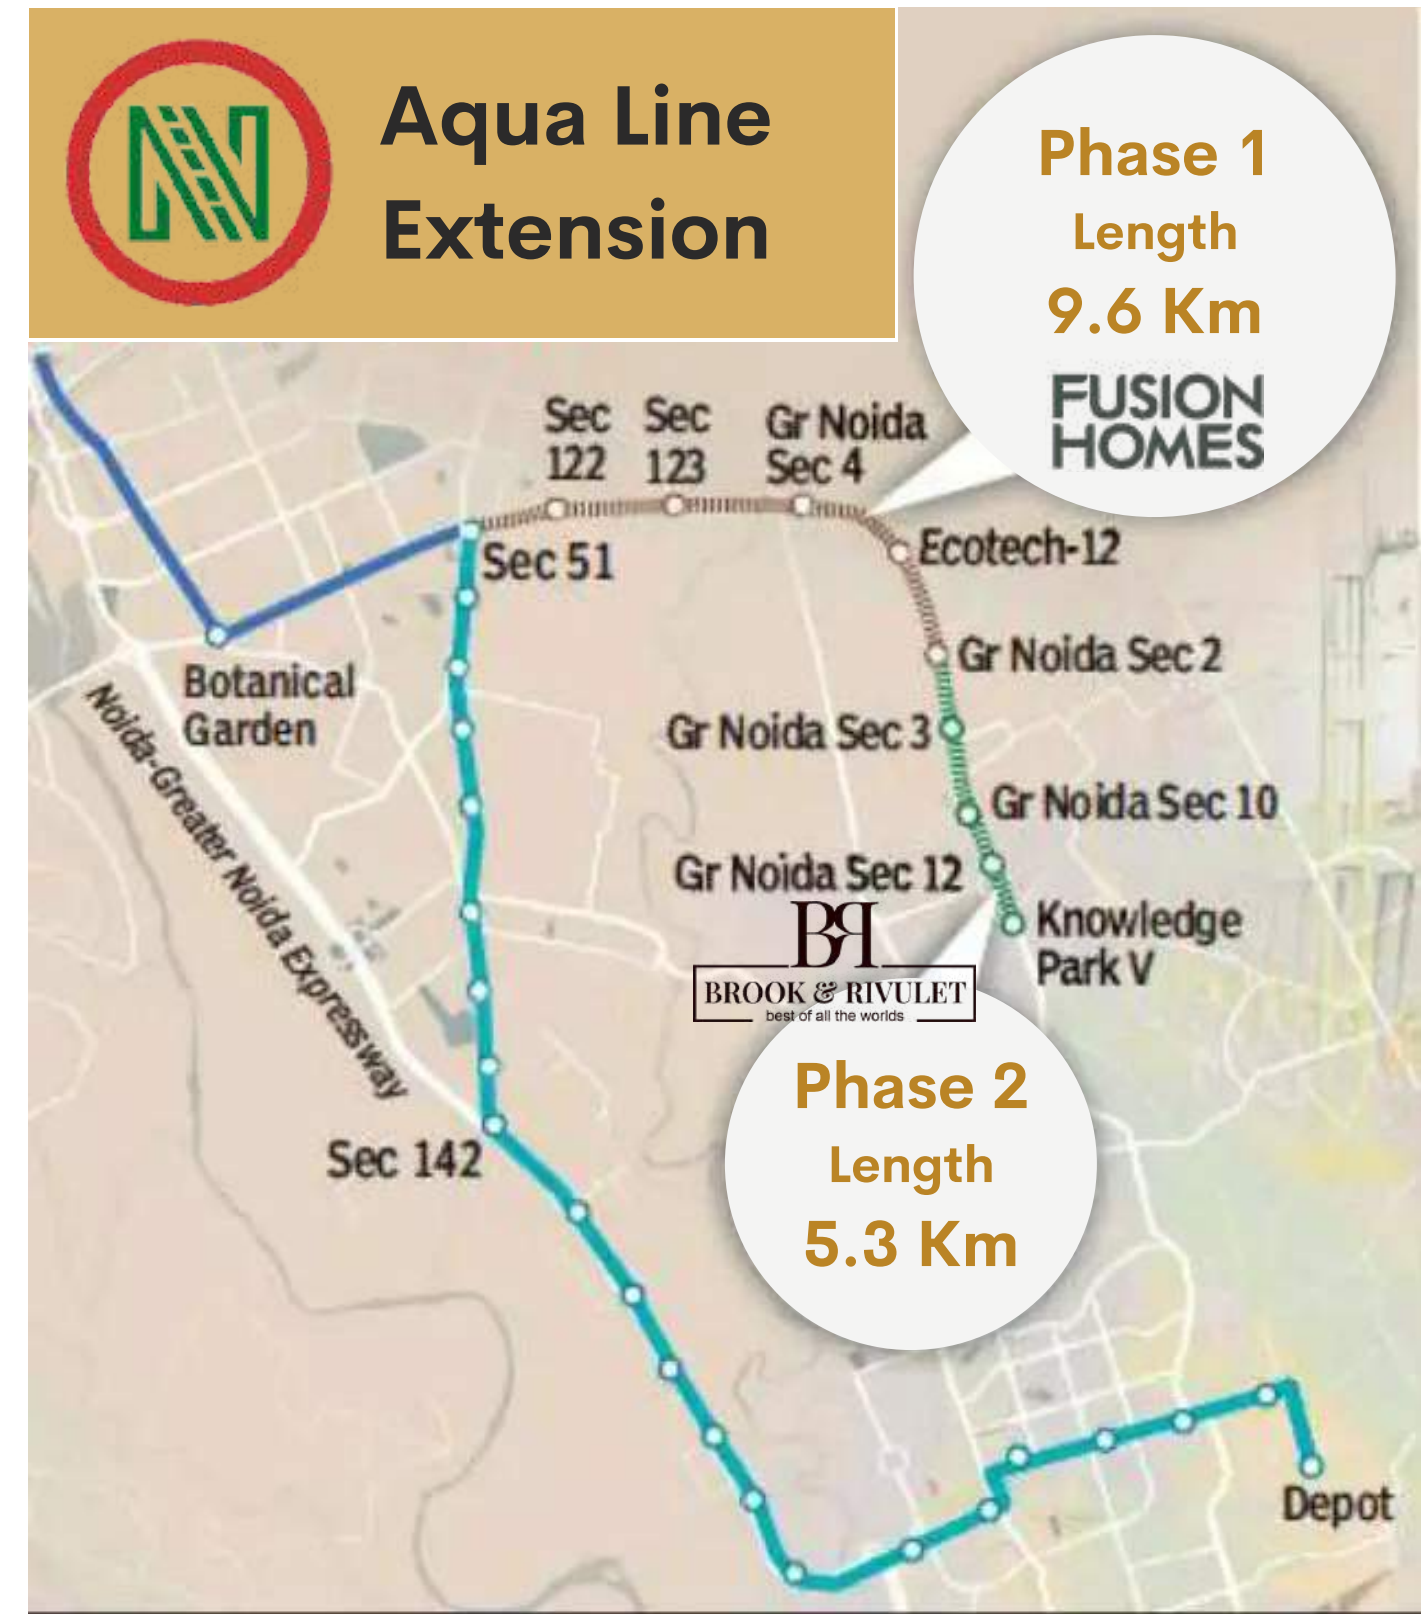 Aqua Line
Extension
Phase 1
Length
9.6 Km
FUSION
HOMES
Sec
122
Sec
123
Gr Noida
Sec 4
Ecotech-12
Sec 51
Gr Noida Sec 2
Botanical
Garden
Gr Noida Sec 3
Noida-Greater Noida Expressway
Gr Noida Sec 10
Gr Noida Sec 12
Knowledge
Park V
BR
BROOK & RIVULET
best of all the worlds
Phase 2
Length
5.3 Km
Sec 142
Depot